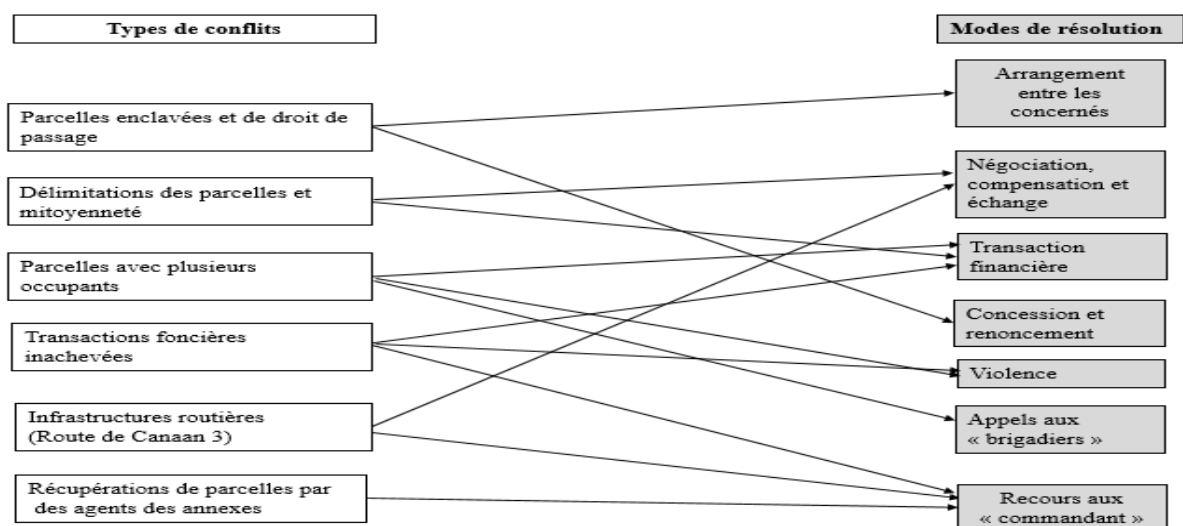 Types de conflits
Parcelles enclavées et de droit de
passage
Délimitations des parcelles et
mitoyenneté
Parcelles avec plusieurs
occupants
Transactions foncières
inachevées
Infrastructures routières
(Route de Canaan 3)
Récupérations de parcelles par
des agents des annexes
Modes de résolution
Arrangement
entre les
concernés
Négociation,
compensation et
échange
Transaction
financière
Concession et
renoncement
Violence
Appels aux
« brigadiers »
Recours aux
« commandant »